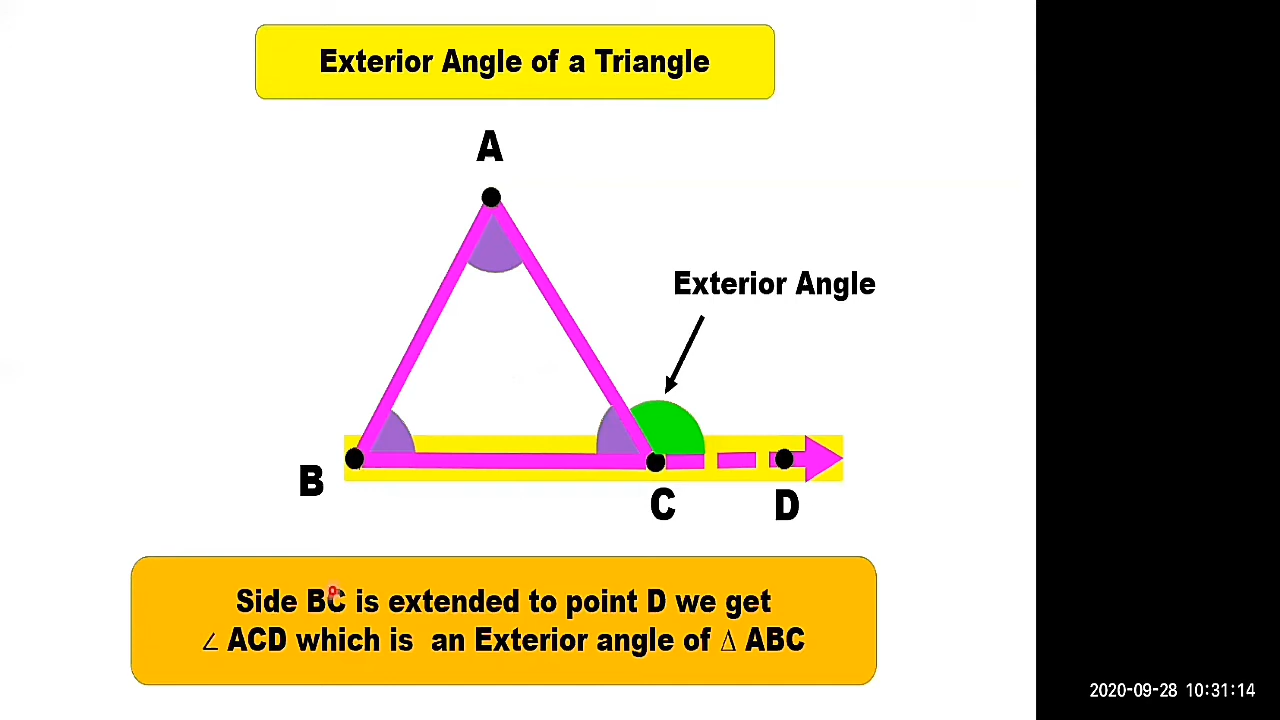 Exterior Angle of a Triangle
A
Exterior Angle
B
C
D
Side BC is extended to point D we get
∠ ACD which is an Exterior angle of Δ ABC
2020-09-28 10:31:14